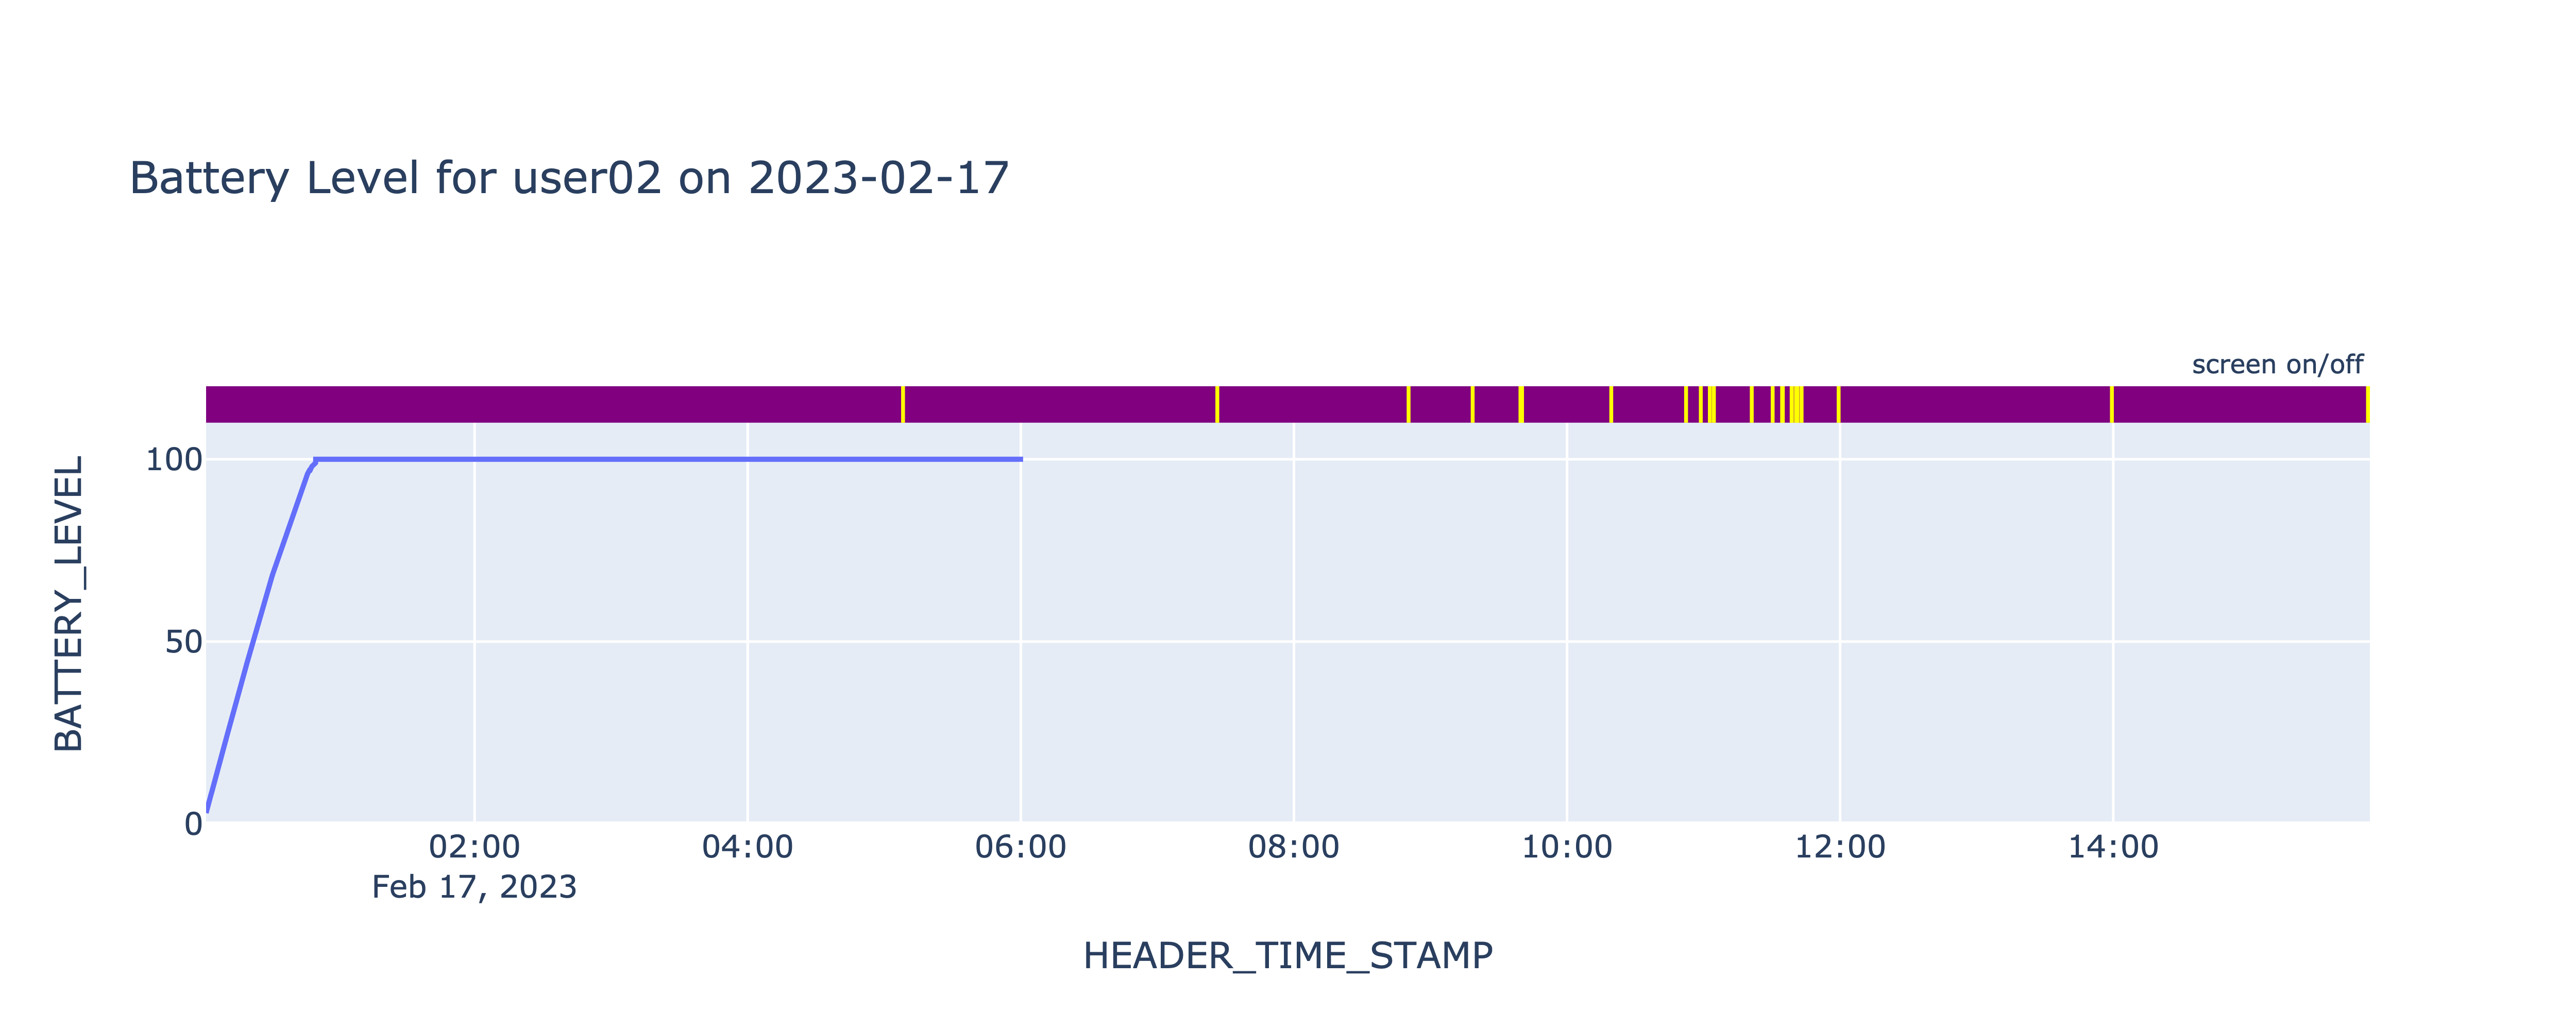 Battery Level for user02 on 2023-02-17
screen on/off
BATTERY_LEVEL
100
50
0
02:00
04:00
06:00
08:00
10:00
12:00
14:00
Feb 17, 2023
HEADER_TIME_STAMP